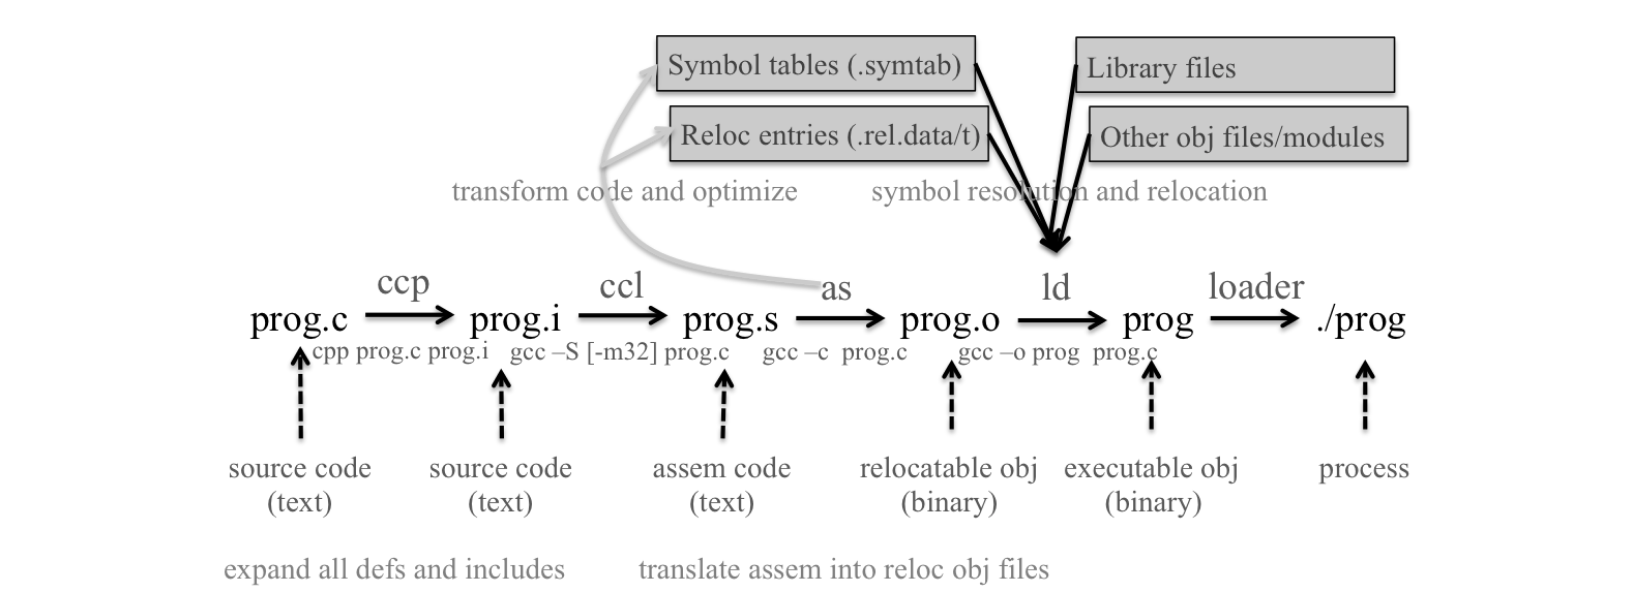 Symbol tables (.symtab)
Library files
Reloc entries (.rel.data/t)
Other obj files/modules
transform code and optimize
symbol resolution and relocation
ccp
ccl
as
ld
loader
prog.c
prog.i
prog.s
prog.o
prog
./prog
cpp prog.c prog.i
gcc –S [-m32] prog.c
gcc –c prog.c
gcc –o prog prog.c
source code
(text)
source code
(text)
assem code
(text)
relocatable obj
(binary)
executable obj
(binary)
process
expand all defs and includes
translate assem into reloc obj files